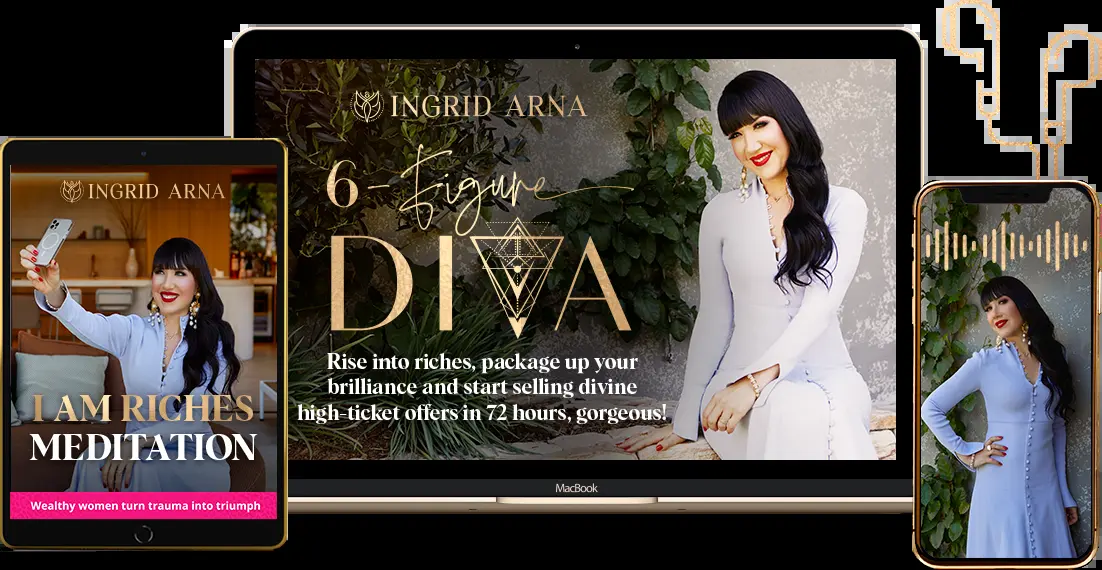 INGRID ARNA
I AM RICHES
MEDITATION
Wealthy women turn trauma into triumph
INGRID ARNA
6-Figure
DIVA
Rise into riches, package up your
brilliance and start selling divine
high-ticket offers in 72 hours, gorgeous!
MacBook